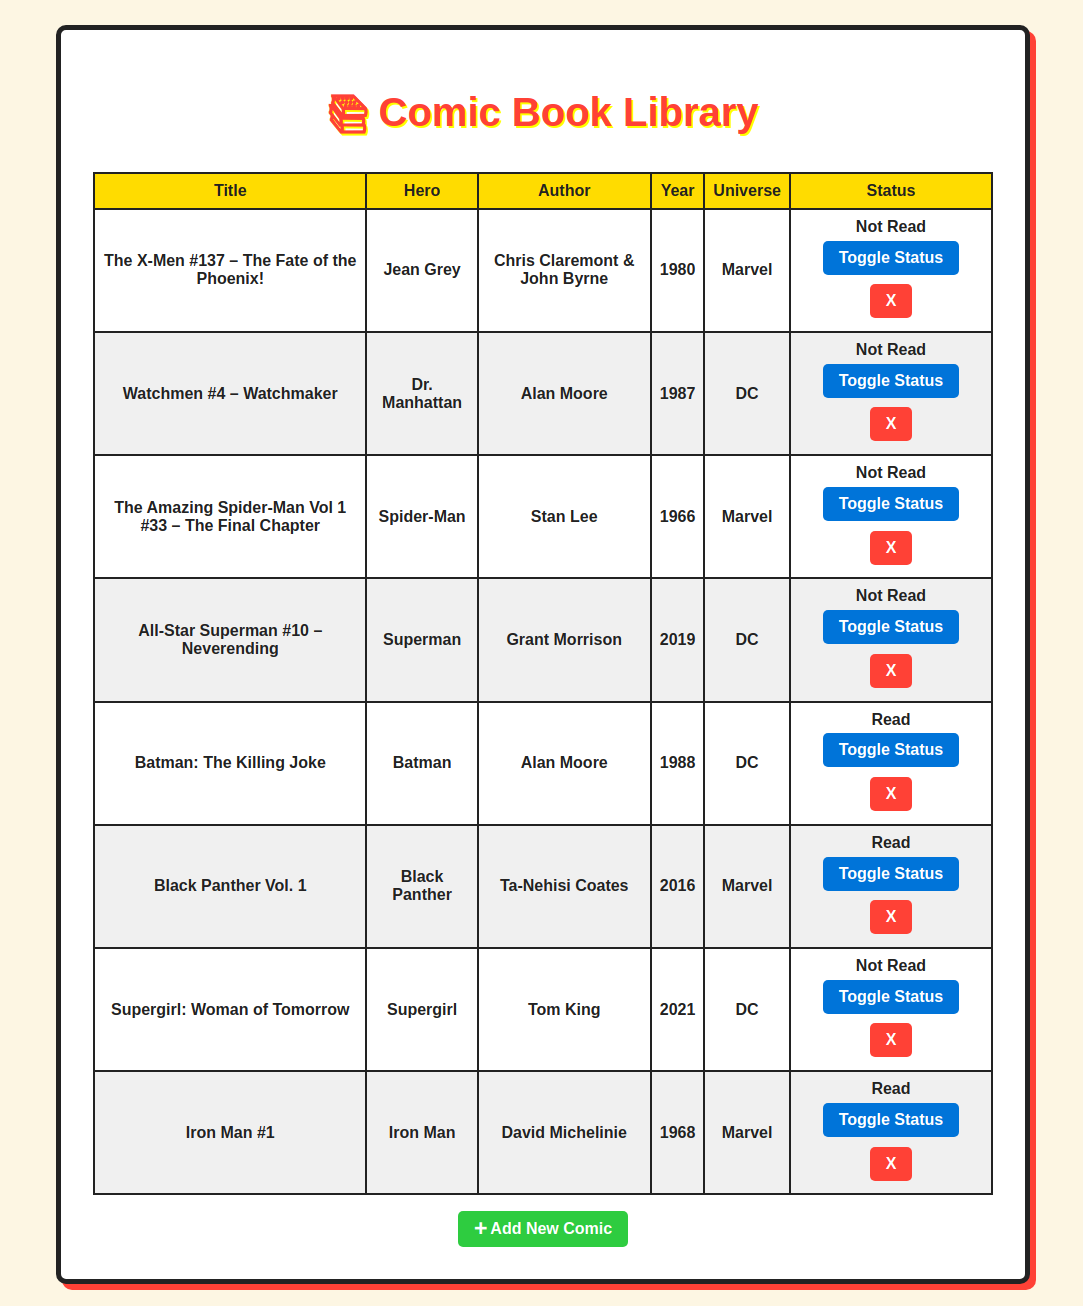 📚 Comic Book Library
Title Hero Author Year Universe Status
The X-Men #137 – The Fate of the
Phoenix!
Jean Grey
Chris Claremont &
John Byrne
1980
Marvel
Not Read
Toggle Status
X
Watchmen #4 – Watchmaker
Dr.
Manhattan
Alan Moore
1987
DC
Not Read
Toggle Status
X
The Amazing Spider-Man Vol 1
#33 – The Final Chapter
Spider-Man
Stan Lee
1966
Marvel
Not Read
Toggle Status
X
All-Star Superman #10 –
Neverending
Superman
Grant Morrison
2019
DC
Not Read
Toggle Status
X
Batman: The Killing Joke
Batman
Alan Moore
1988
DC
Read
Toggle Status
X
Black Panther Vol. 1
Black
Panther
Ta-Nehisi Coates
2016
Marvel
Read
Toggle Status
X
Supergirl: Woman of Tomorrow
Supergirl
Tom King
2021
DC
Not Read
Toggle Status
X
Iron Man #1
Iron Man
David Michelinie
1968
Marvel
Read
Toggle Status
X
➕ Add New Comic